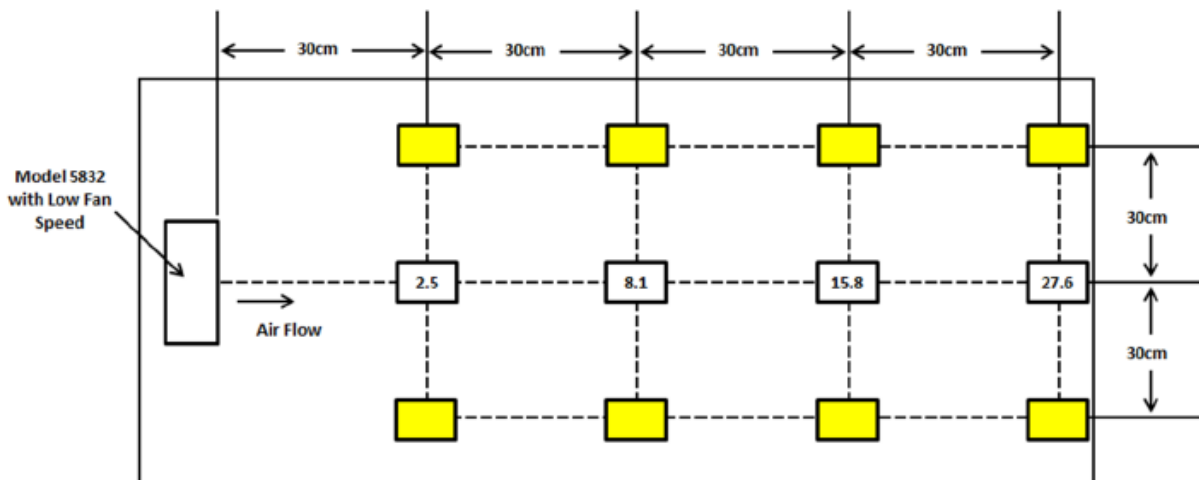 30cm
30cm
30cm
30cm
Model 5832
with Low Fan
Speed
30cm
2.5
8.1
15.8
27.6
Air Flow
30cm